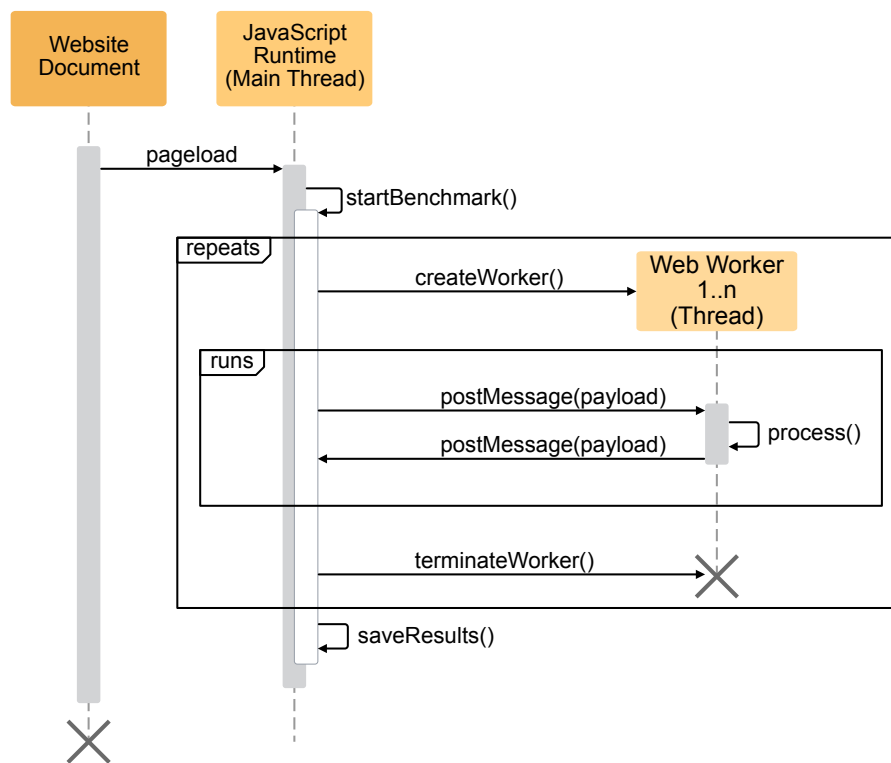 Website
Document
JavaScript
Runtime
(Main Thread)
pageload
startBenchmark()
repeats
createWorker()
Web Worker
1..n
(Thread)
runs
postMessage(payload)
process()
postMessage(payload)
terminateWorker()
saveResults()